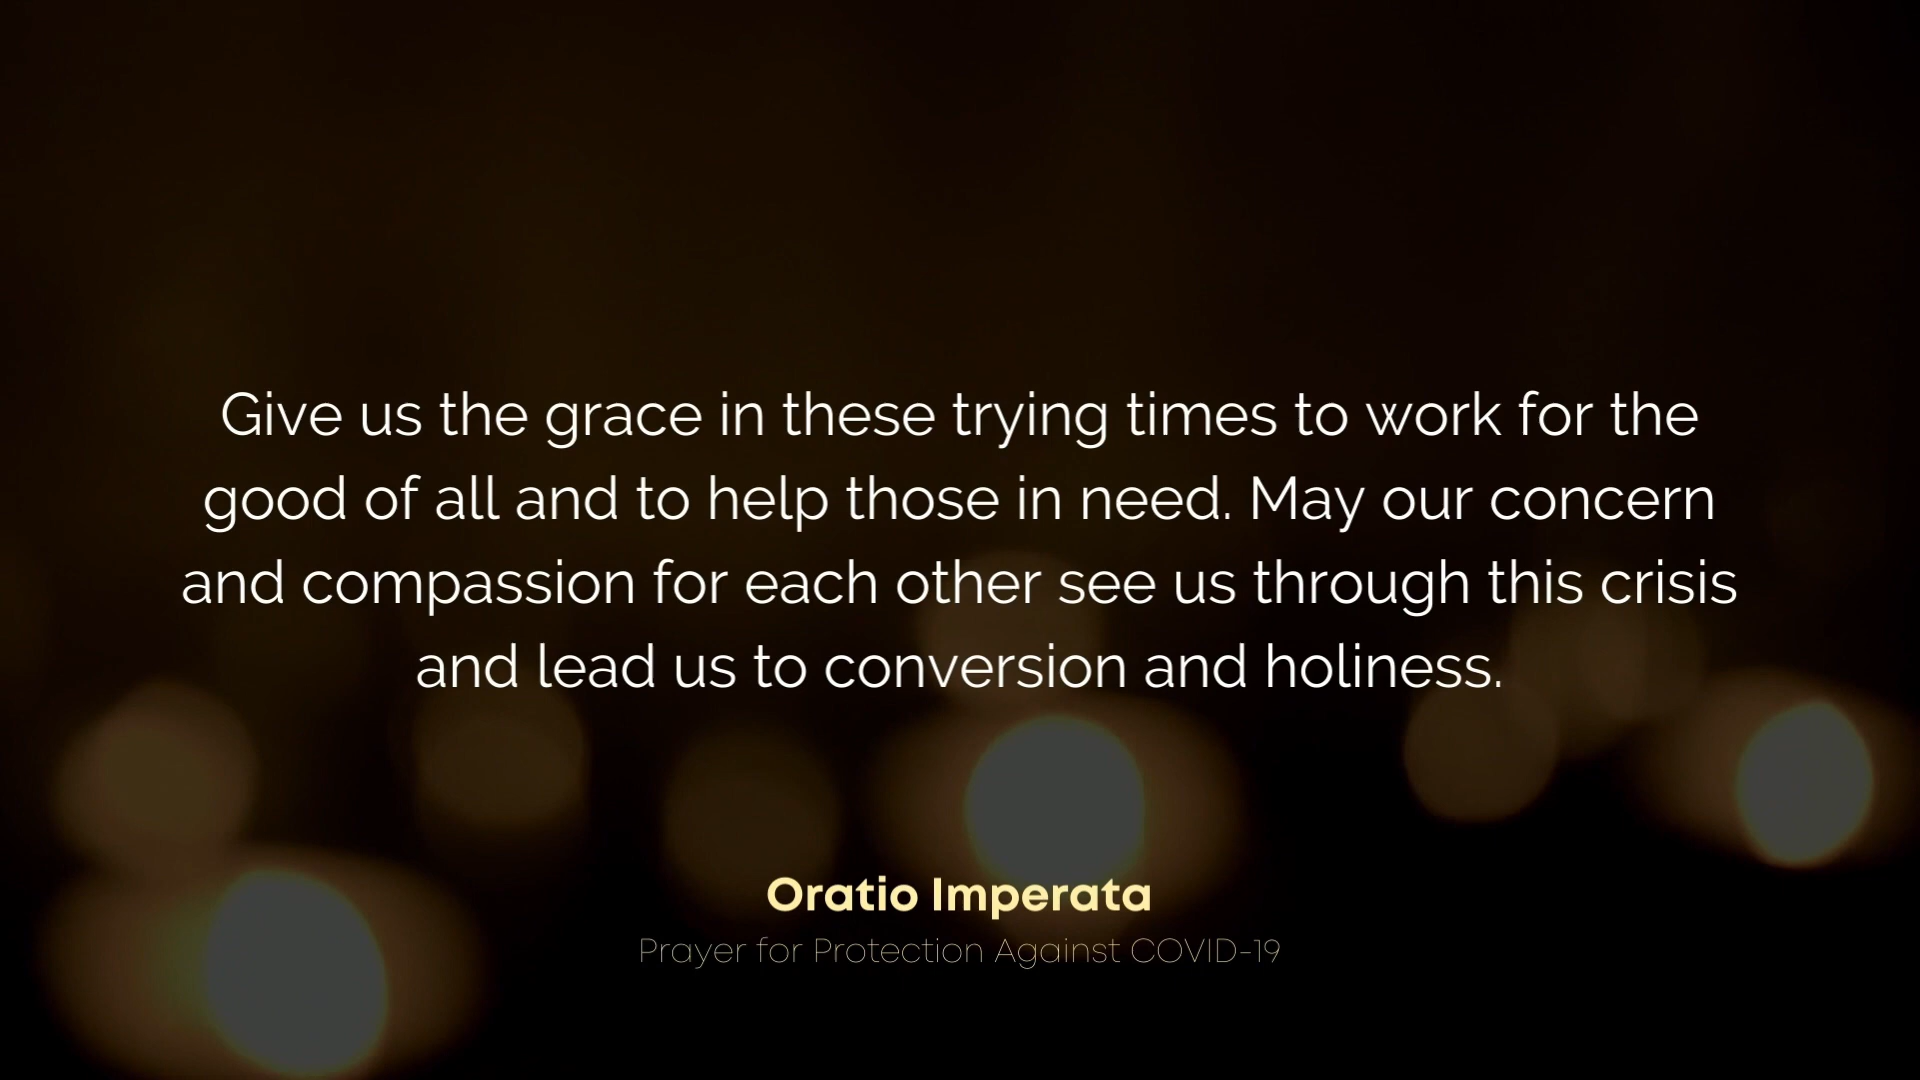 Give us the grace in these trying times to work for the
good of all and to help those in need. May our concern
and compassion for each other see us through this crisis
and lead us to conversion and holiness.
Oratio Imperata
Prayer for Protection Against COVID-19